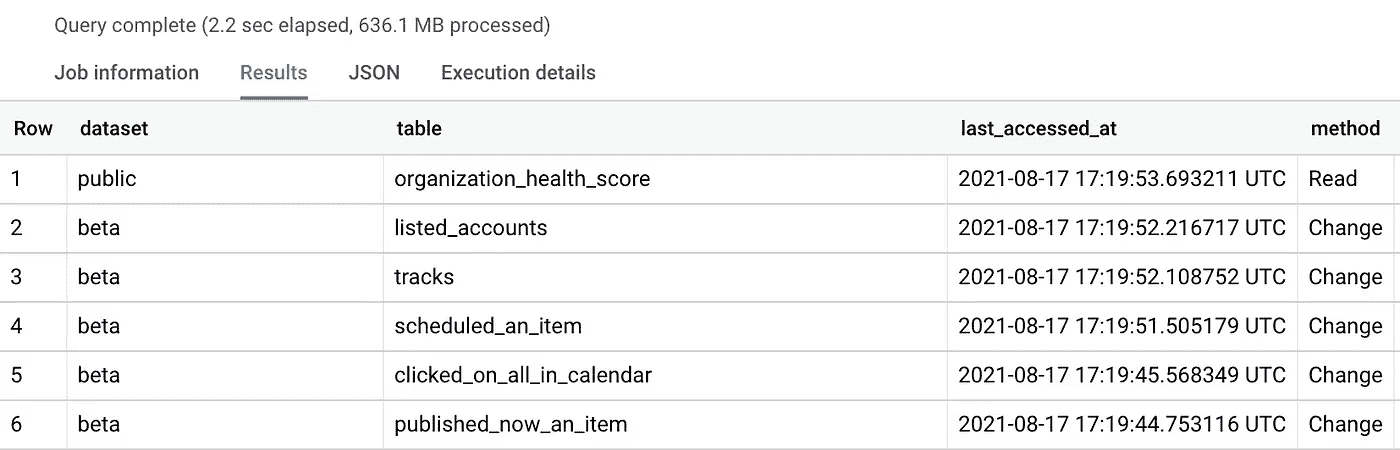 Query complete (2.2 sec elapsed, 636.1 MB processed)
Job information Results JSON Execution details
Row dataset table last_accessed_at method
1 public organization_health_score 2021-08-17 17:19:53.693211 UTC Read
2 beta listed_accounts 2021-08-17 17:19:52.216717 UTC Change
3 beta tracks 2021-08-17 17:19:52.108752 UTC Change
4 beta scheduled_an_item 2021-08-17 17:19:51.505179 UTC Change
5 beta clicked_on_all_in_calendar 2021-08-17 17:19:45.568349 UTC Change
6 beta published_now_an_item 2021-08-17 17:19:44.753116 UTC Change